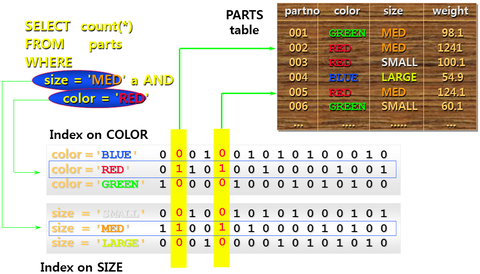 SELECT count(*)
FROM parts
WHERE
size = 'MED' a AND
color = 'RED'
PARTS
table
partno color size weight
001 GREEN MED 98.1
002 RED MED 1241
003 RED SMALL 100.1
004 BLUE LARGE 54.9
005 RED MED 124.1
006 GREEN SMALL 60.1
... .... ..... ...
Index on COLOR
color = 'BLUE' 0 0 0 1 0 0 1 0 1 0 1 0 0 0 1 0
color = 'RED' 0 1 1 0 1 0 0 1 0 1 0 0 0 1 0 0
color = 'GREEN' 1 0 0 0 0 1 0 0 0 0 0 1 1 0 0 1
size = 'SMALL' 0 0 1 0 0 1 0 0 0 1 0 1 0 0 1 0
size = 'MED' 1 1 0 0 1 0 0 0 1 0 0 0 0 1 0 1
size = 'LARGE' 0 0 0 1 0 0 1 1 0 0 1 0 1 0 0 0
Index on SIZE